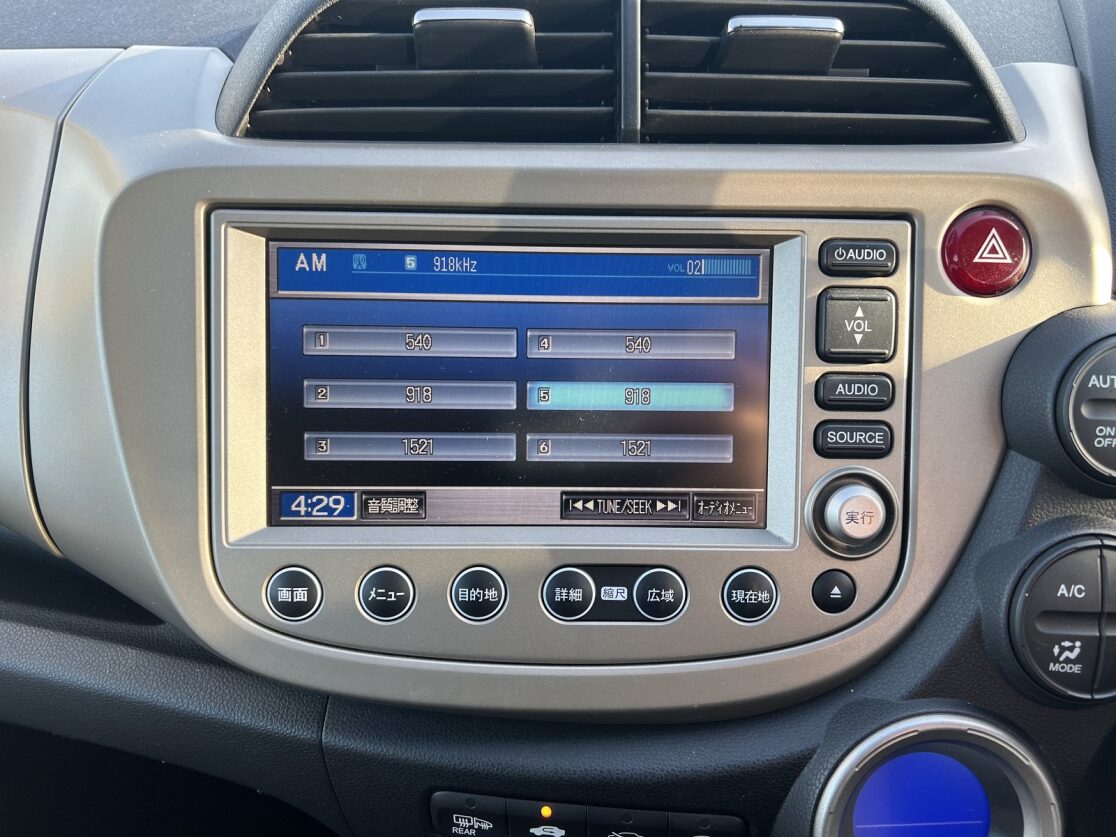 AM 5 918kHz VOL 02
1 540 4 540
2 918 5 918
3 1521 6 1521
4:29 音質調整 TUNE/SEEK オーディオメニュー
AUDIO
VOL
AUDIO
SOURCE
実行
画面 メニュー 目的地 詳細 縮尺 広域 現在地
ON
OFF
A/C
MODE
REAR